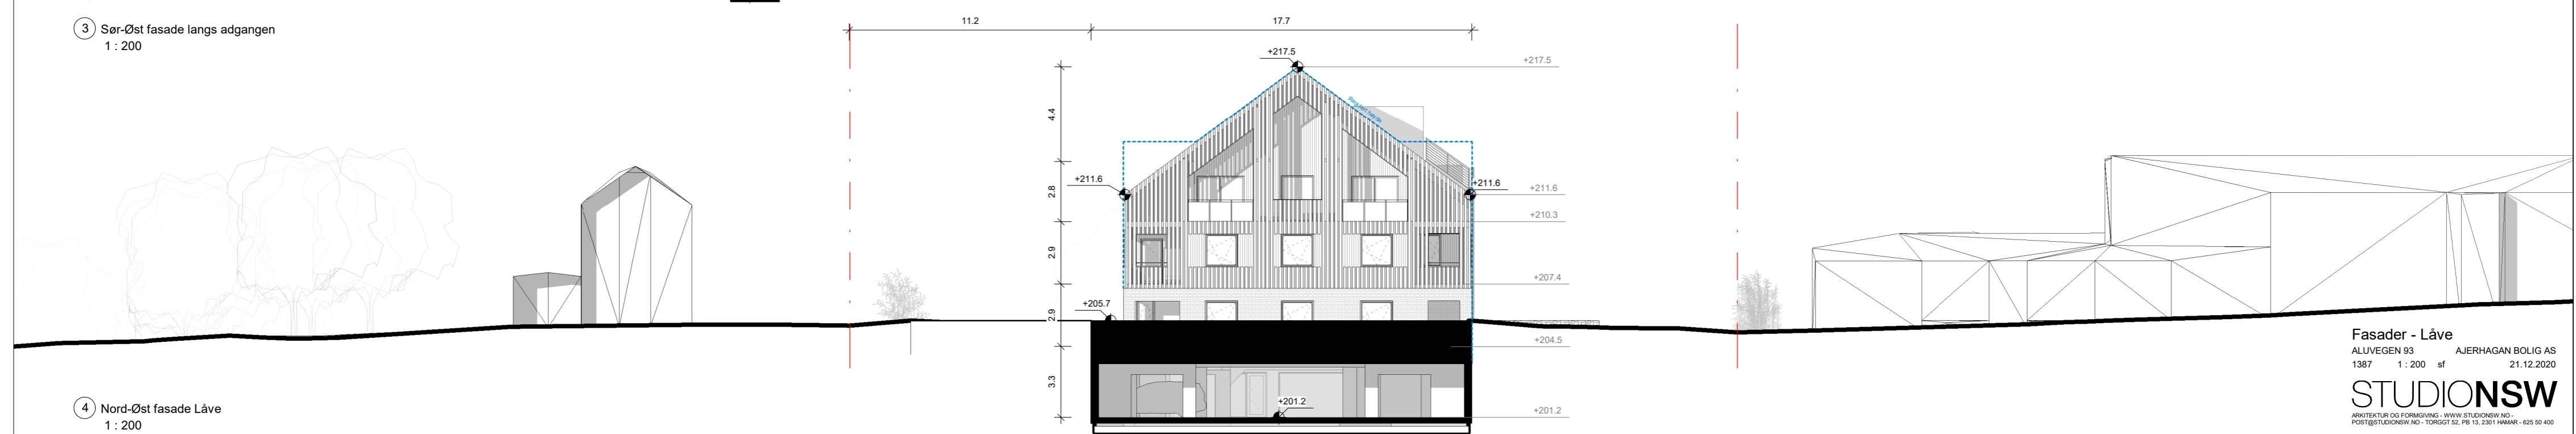 3 Sør-Øst fasade langs adgangen
1 : 200
11.2
17.7
+217.5
+217.5
Regulert høyde
4.4
+211.6
+211.6
+211.6
2.8
+210.3
2.9
+207.4
+205.7
2.9
+204.5
3.3
+201.2
+201.2
4 Nord-Øst fasade Låve
1 : 200
Fasader - Låve
ALUVEGEN 93 AJERHAGAN BOLIG AS
1387 1 : 200 sf 21.12.2020
STUDIONSW
ARKITEKTUR OG FORMGIVING - WWW.STUDIONSW.NO -
POST@STUDIONSW.NO - TORGGT 52, PB 13, 2301 HAMAR - 625 50 400